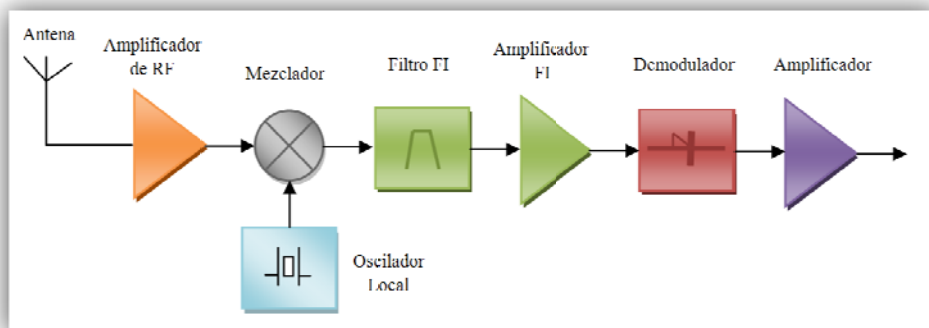 Antena
Amplificador
de RF
Mezclador
Filtro FI
Amplificador
FI
Demodulador
Amplificador
Oscilador
Local